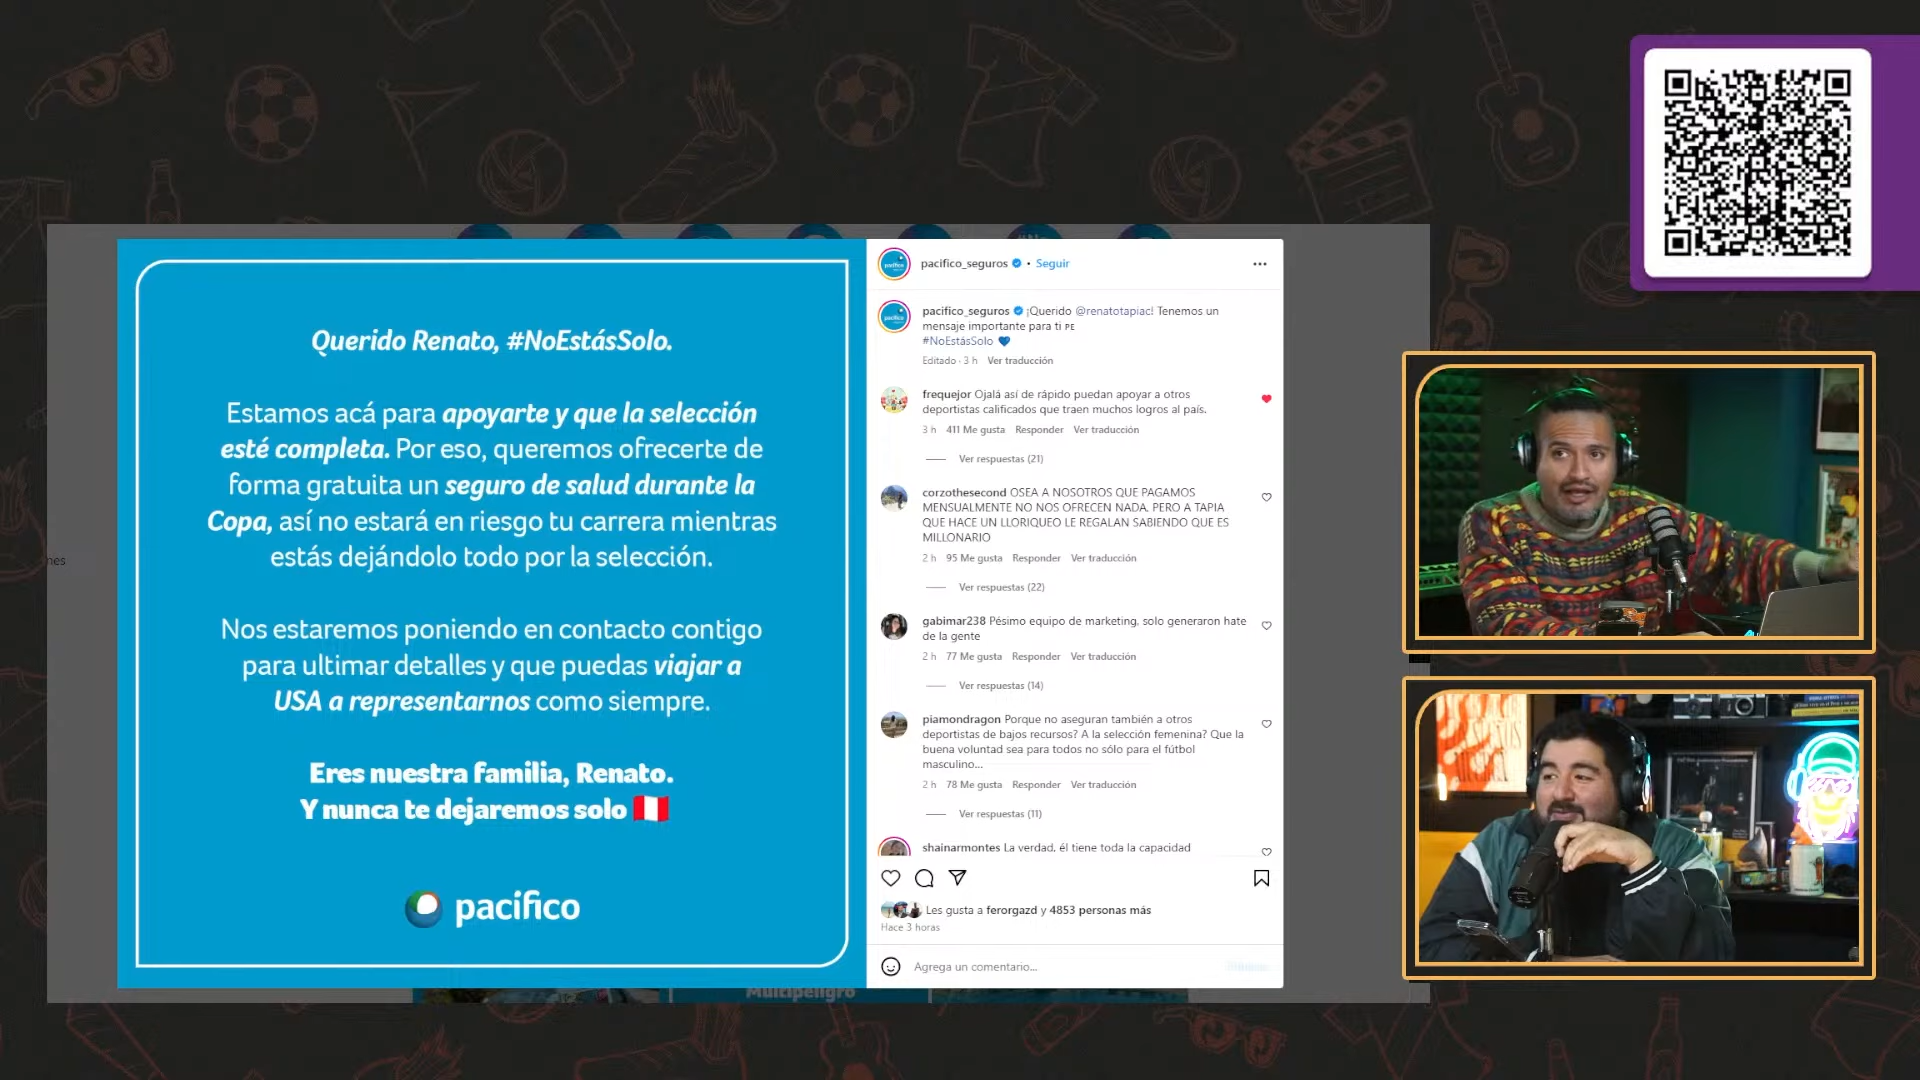 Querido Renato, #NoEstásSolo.
Estamos acá para apoyarte y que la selección
esté completa. Por eso, queremos ofrecerte de
forma gratuita un seguro de salud durante la
Copa, así no estará en riesgo tu carrera mientras
estás dejándolo todo por la selección.
Nos estaremos poniendo en contacto contigo
para ultimar detalles y que puedas viajar a
USA a representarnos como siempre.
Eres nuestra familia, Renato.
Y nunca te dejaremos solo 🇵🇪
pacifico
pacifico_seguros • Seguir
pacifico_seguros ¡Querido @renatotapiac! Tenemos un
mensaje importante para ti PE
#NoEstásSolo 💙
Editado · 3 h Ver traducción
frequejor Ojalá así de rápido puedan apoyar a otros
deportistas calificados que traen muchos logros al país.
3 h 411 Me gusta Responder Ver traducción
Ver respuestas (21)
corzothesecond OSEA A NOSOTROS QUE PAGAMOS
MENSUALMENTE NO NOS OFRECEN NADA. PERO A TAPIA
QUE HACE UN LLORIQUEO LE REGALAN SABIENDO QUE ES
MILLONARIO
2 h 95 Me gusta Responder Ver traducción
Ver respuestas (22)
gabimar238 Pésimo equipo de marketing, solo generaron hate
de la gente
2 h 77 Me gusta Responder Ver traducción
Ver respuestas (14)
piamondragon Porque no aseguran también a otros
deportistas de bajos recursos? A la selección femenina? Que la
buena voluntad sea para todos no sólo para el fútbol
masculino...
2 h 78 Me gusta Responder Ver traducción
Ver respuestas (11)
shainarmontes La verdad, él tiene toda la capacidad
Les gusta a ferorgazd y 4853 personas más
Hace 3 horas
Agrega un comentario...
Multipeligro